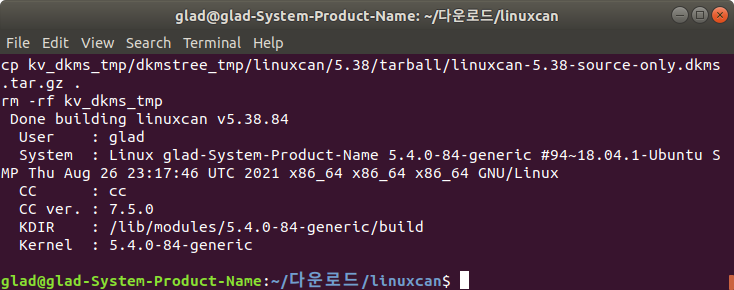 glad@glad-System-Product-Name: ~/다운로드/linuxcan
File Edit View Search Terminal Help
cp kv_dkms_tmp/dkmstree_tmp/linuxcan/5.38/tarball/linuxcan-5.38-source-only.dkms
.tar.gz .
rm -rf kv_dkms_tmp
 Done building linuxcan v5.38.84
  User    : glad
  System  : Linux glad-System-Product-Name 5.4.0-84-generic #94~18.04.1-Ubuntu S
MP Thu Aug 26 23:17:46 UTC 2021 x86_64 x86_64 x86_64 GNU/Linux
  CC      : cc
  CC ver. : 7.5.0
  KDIR    : /lib/modules/5.4.0-84-generic/build
  Kernel  : 5.4.0-84-generic
glad@glad-System-Product-Name:~/다운로드/linuxcan$